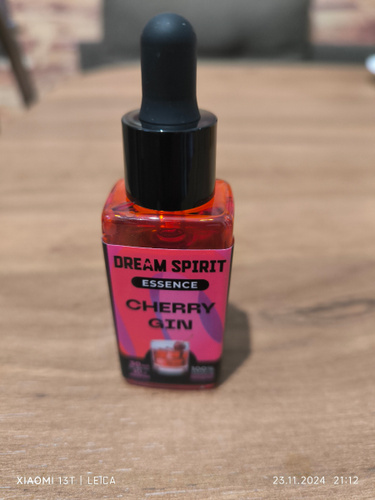 DREAM SPIRIT
ESSENCE
CHERRY
GIN
XIAOMI 13T | LEICA
23.11.2024 21:12